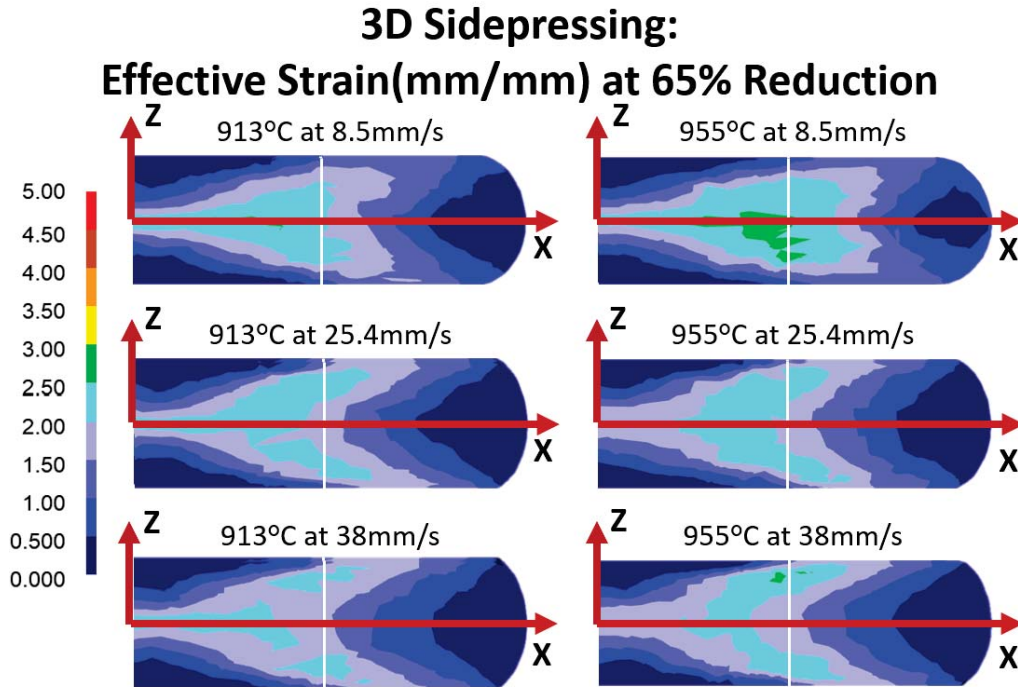 3D Sidepressing:
Effective Strain(mm/mm) at 65% Reduction
Z
913°C at 8.5mm/s
X
Z
955°C at 8.5mm/s
X
5.00
4.50
4.00
3.50
3.00
2.50
2.00
1.50
1.00
0.500
0.000
Z
913°C at 25.4mm/s
X
Z
955°C at 25.4mm/s
X
Z
913°C at 38mm/s
X
Z
955°C at 38mm/s
X